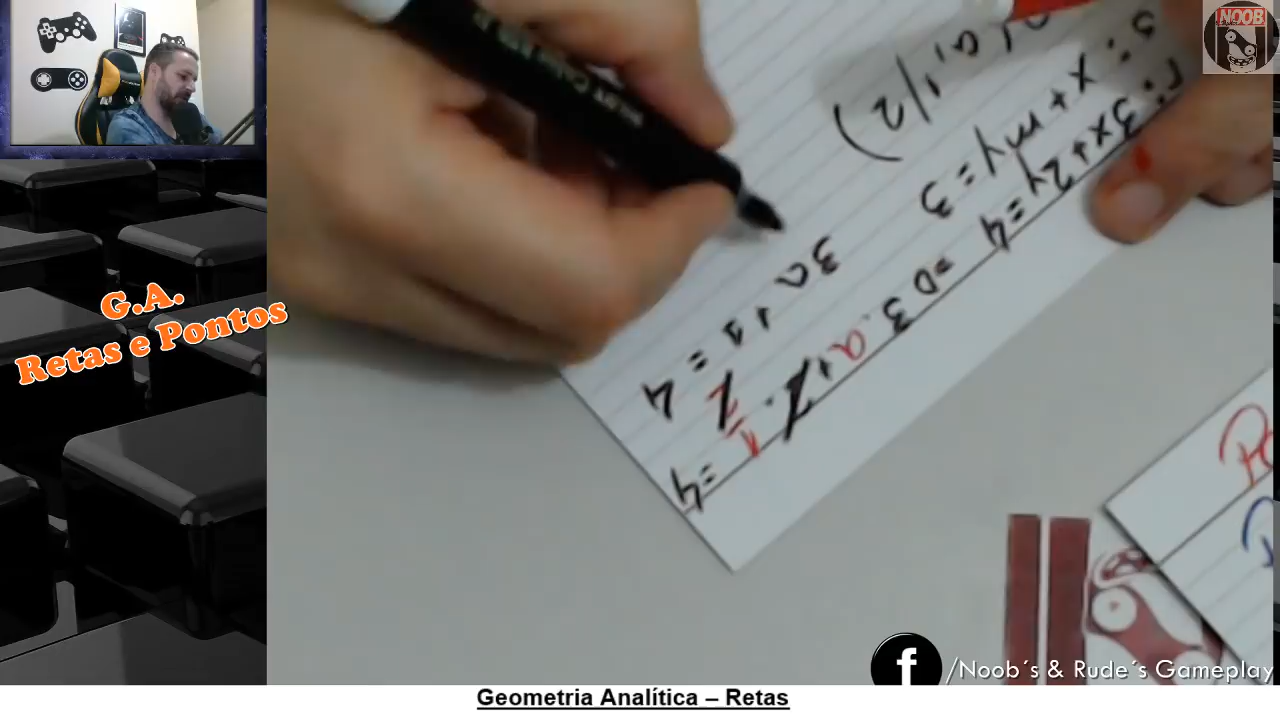 NOOB
G.A.
Retas e Pontos
r: 3x+2y=4 => 3.a+2.1/2=4
x+my=3
3a+1=4
(a,1/2)
f /Noob´s & Rude´s Gameplay
Geometria Analítica – Retas